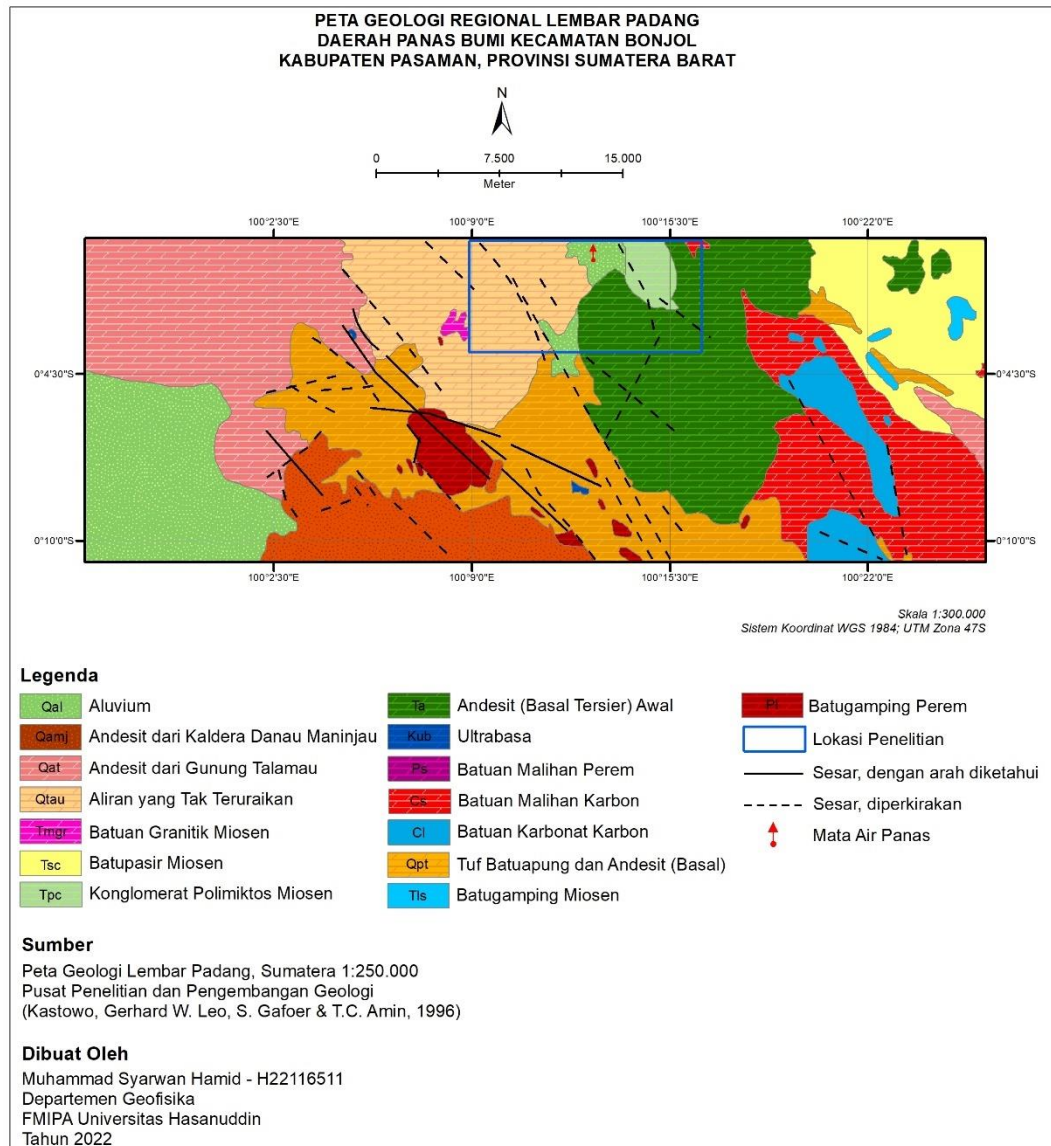 PETA GEOLOGI REGIONAL LEMBAR PADANG
DAERAH PANAS BUMI KECAMATAN BONJOL
KABUPATEN PASAMAN, PROVINSI SUMATERA BARAT
N
0 7.500 15.000
Meter
100°2'30"E 100°9'0"E 100°15'30"E 100°22'0"E
0°4'30"S 0°4'30"S
0°10'0"S 0°10'0"S
100°2'30"E 100°9'0"E 100°15'30"E 100°22'0"E
Skala 1:300.000
Sistem Koordinat WGS 1984; UTM Zona 47S
Legenda
Qal Aluvium
Qamj Andesit dari Kaldera Danau Maninjau
Qat Andesit dari Gunung Talamau
Qtau Aliran yang Tak Teruraikan
Tmgr Batuan Granitik Miosen
Tsc Batupasir Miosen
Tpc Konglomerat Polimiktos Miosen
Ta Andesit (Basal Tersier) Awal
Kub Ultrabasa
Ps Batuan Malihan Perem
Cs Batuan Malihan Karbon
Cl Batuan Karbonat Karbon
Qpt Tuf Batuapung dan Andesit (Basal)
Tls Batugamping Miosen
Pl Batugamping Perem
Lokasi Penelitian
Sesar, dengan arah diketahui
Sesar, diperkirakan
Mata Air Panas
Sumber
Peta Geologi Lembar Padang, Sumatera 1:250.000
Pusat Penelitian dan Pengembangan Geologi
(Kastowo, Gerhard W. Leo, S. Gafoer & T.C. Amin, 1996)
Dibuat Oleh
Muhammad Syarwan Hamid - H22116511
Departemen Geofisika
FMIPA Universitas Hasanuddin
Tahun 2022